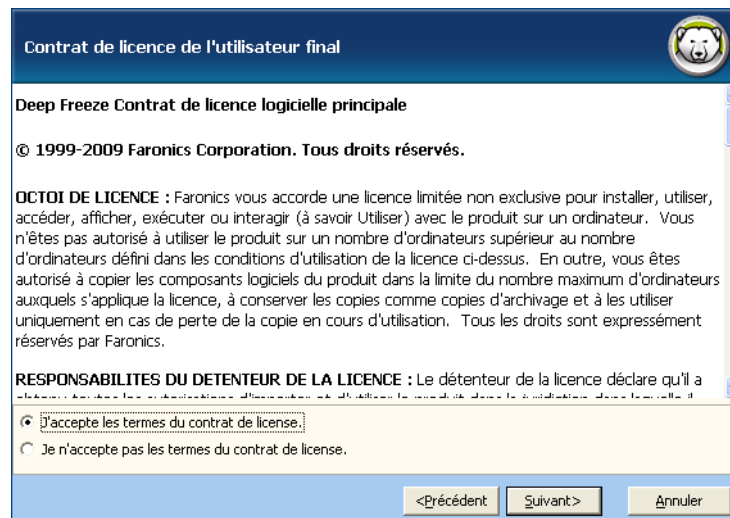 Contrat de licence de l'utilisateur final
Deep Freeze Contrat de licence logicielle principale
© 1999-2009 Faronics Corporation. Tous droits réservés.
OCTOI DE LICENCE : Faronics vous accorde une licence limitée non exclusive pour installer, utiliser,
accéder, afficher, exécuter ou interagir (à savoir Utiliser) avec le produit sur un ordinateur. Vous
n'êtes pas autorisé à utiliser le produit sur un nombre d'ordinateurs supérieur au nombre
d'ordinateurs défini dans les conditions d'utilisation de la licence ci-dessus. En outre, vous êtes
autorisé à copier les composants logiciels du produit dans la limite du nombre maximum d'ordinateurs
auxquels s'applique la licence, à conserver les copies comme copies d'archivage et à les utiliser
uniquement en cas de perte de la copie en cours d'utilisation. Tous les droits sont expressément
réservés par Faronics.
RESPONSABILITES DU DETENTEUR DE LA LICENCE : Le détenteur de la licence déclare qu'il a
J'accepte les termes du contrat de license.
Je n'accepte pas les termes du contrat de license.
<Précédent Suivant> Annuler